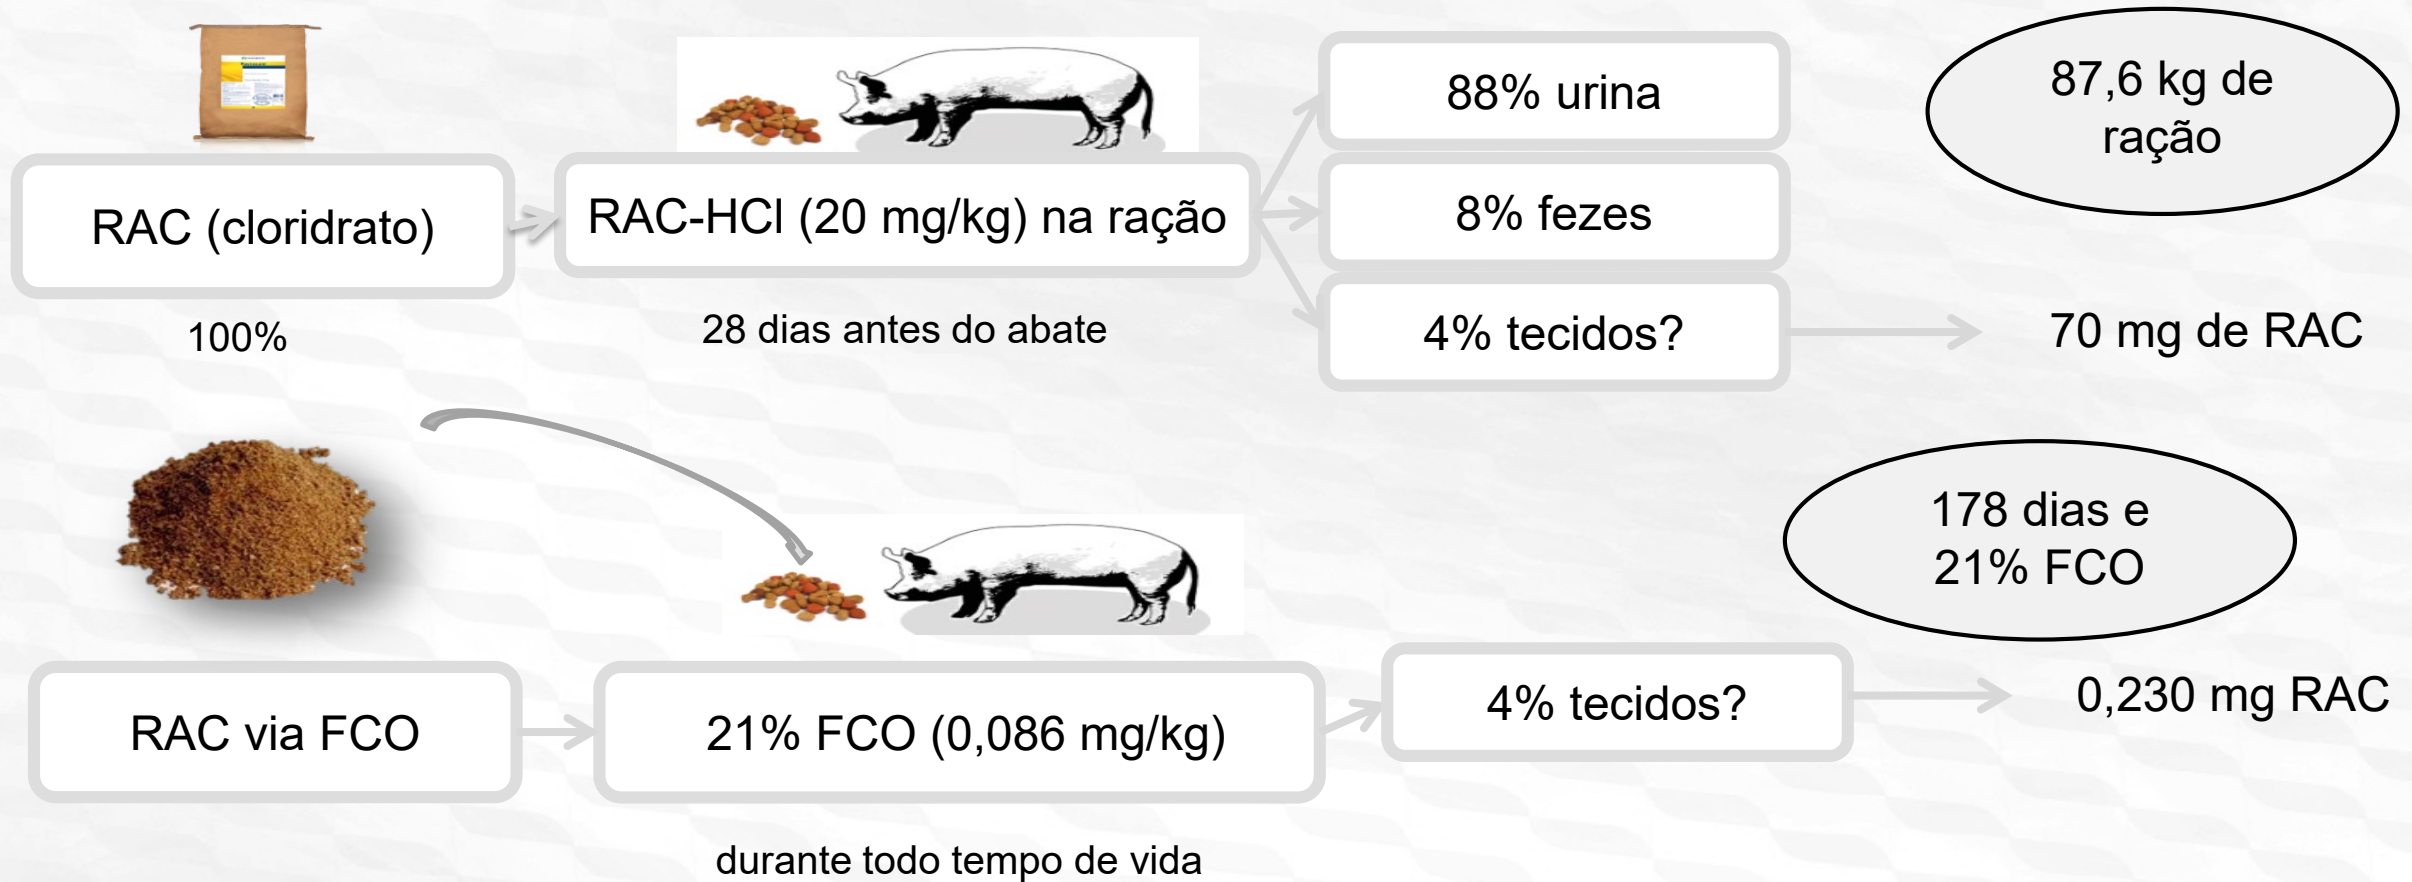 RAC (cloridrato)
100%
RAC-HCl (20 mg/kg) na ração
28 dias antes do abate
88% urina
8% fezes
4% tecidos?
87,6 kg de
ração
70 mg de RAC
RAC via FCO
21% FCO (0,086 mg/kg)
durante todo tempo de vida
4% tecidos?
178 dias e
21% FCO
0,230 mg RAC